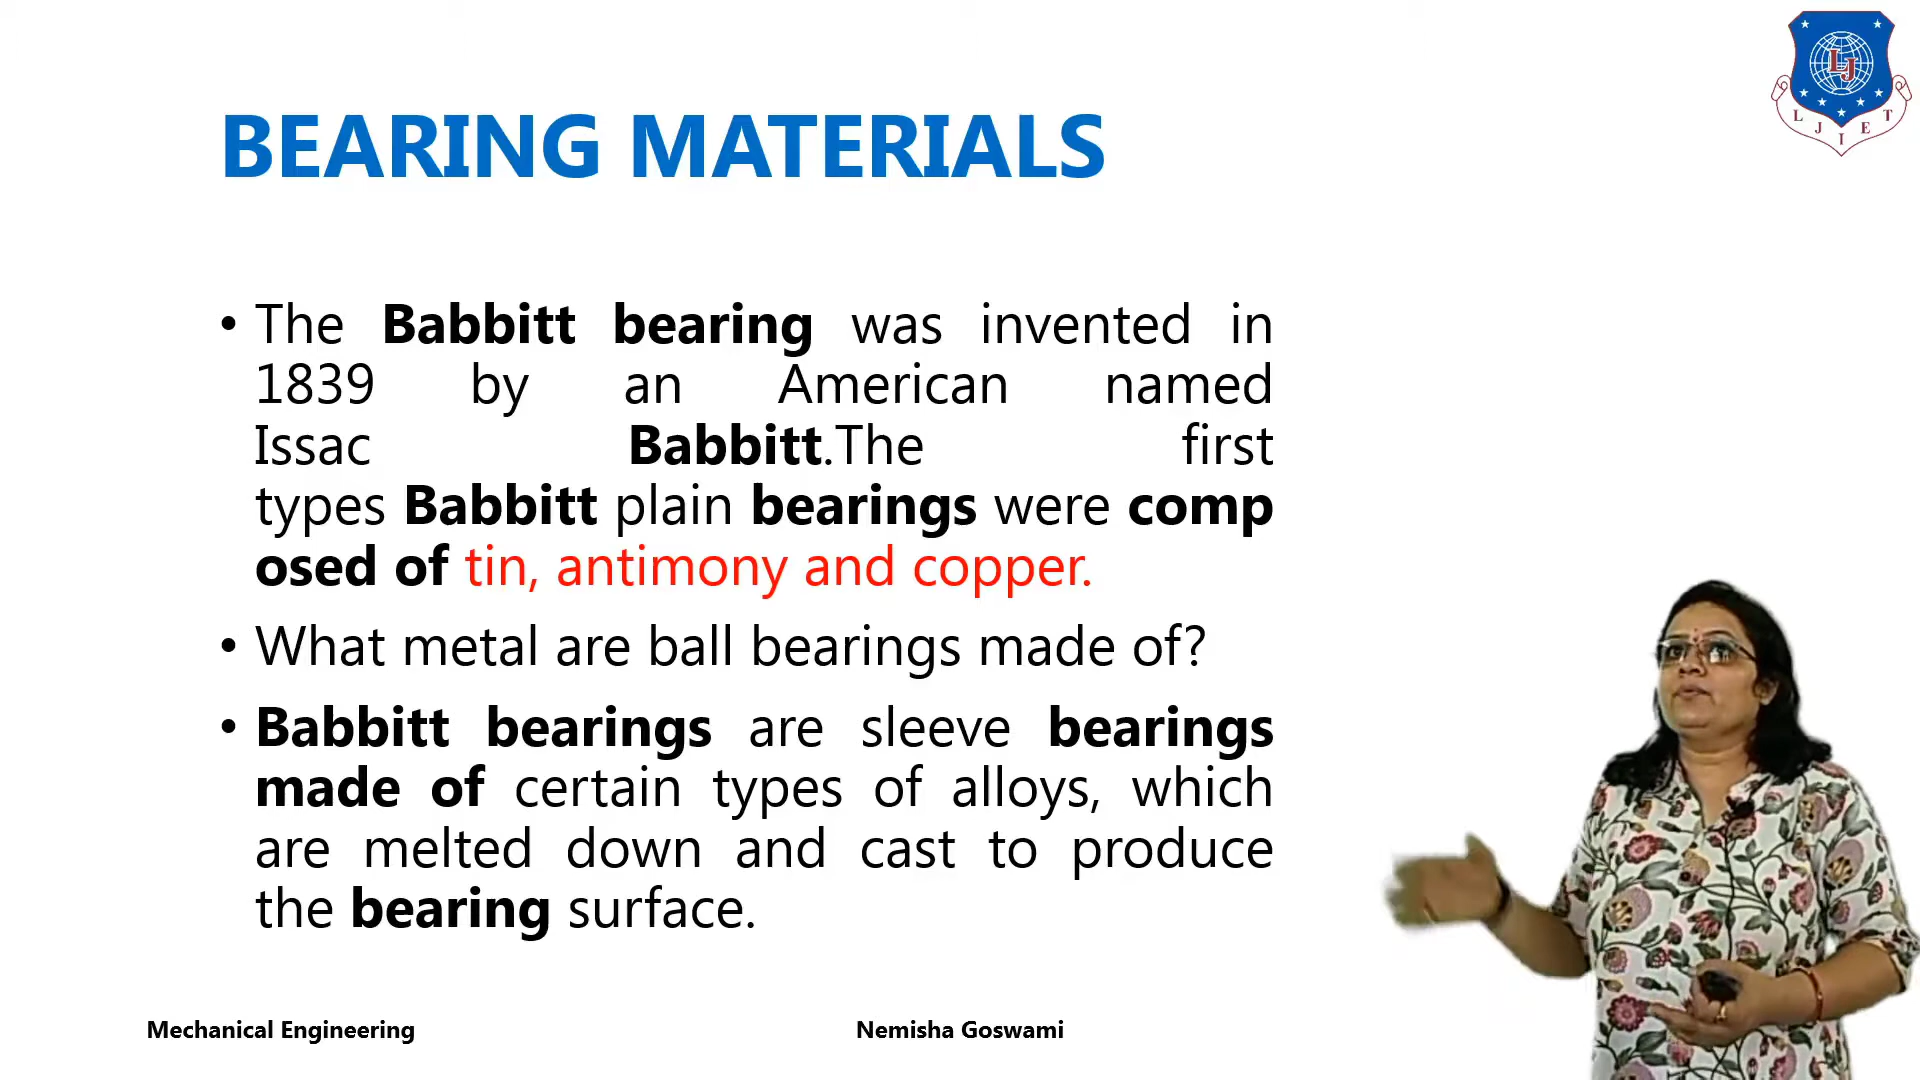 LJ
L J I E T
BEARING MATERIALS
• The Babbitt bearing was invented in
1839 by an American named
Issac Babbitt.The first
types Babbitt plain bearings were comp
osed of tin, antimony and copper.
• What metal are ball bearings made of?
• Babbitt bearings are sleeve bearings
made of certain types of alloys, which
are melted down and cast to produce
the bearing surface.
Mechanical Engineering
Nemisha Goswami